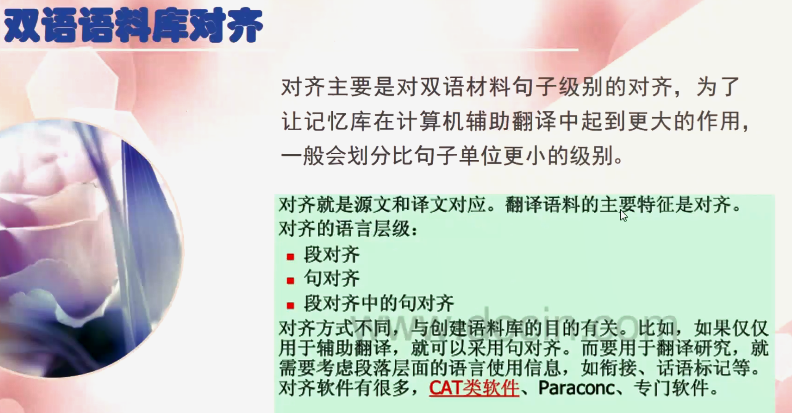 双语语料库对齐
对齐主要是对双语材料句子级别的对齐，为了
让记忆库在计算机辅助翻译中起到更大的作用，
一般会划分比句子单位更小的级别。
对齐就是源文和译文对应。翻译语料的主要特征是对齐。
对齐的语言层级：
段对齐
句对齐
段对齐中的句对齐
www.docin.com
对齐方式不同，与创建语料库的目的有关。比如，如果仅仅
用于辅助翻译，就可以采用句对齐。而要用于翻译研究，就
需要考虑段落层面的语言使用信息，如衔接、话语标记等。
对齐软件有很多，CAT类软件、Paraconc、专门软件。